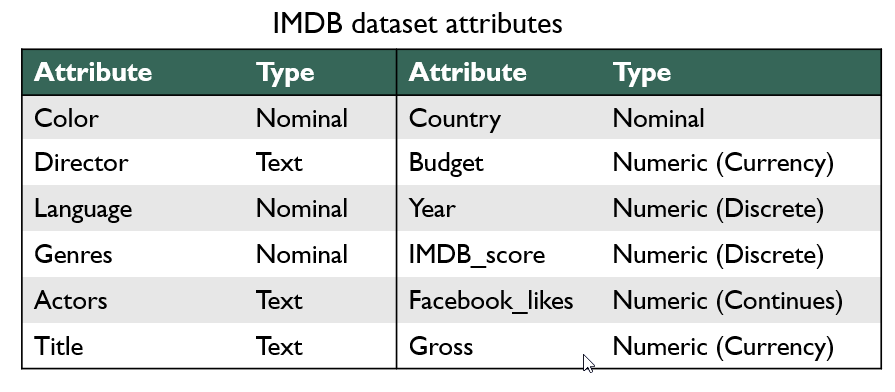 IMDB dataset attributes
Attribute Type Attribute Type
Color Nominal Country Nominal
Director Text Budget Numeric (Currency)
Language Nominal Year Numeric (Discrete)
Genres Nominal IMDB_score Numeric (Discrete)
Actors Text Facebook_likes Numeric (Continues)
Title Text Gross Numeric (Currency)